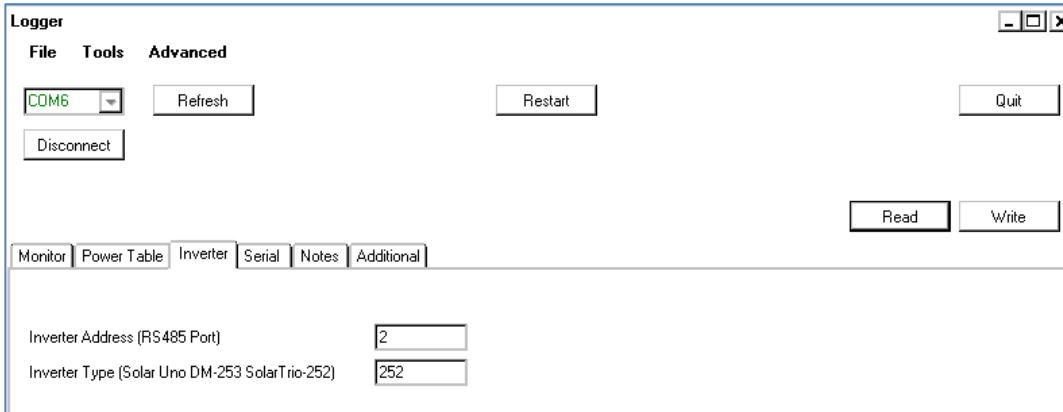 Logger
File Tools Advanced
COM6 Refresh Restart Quit
Disconnect
Read Write
Monitor Power Table Inverter Serial Notes Additional
Inverter Address (RS485 Port) 2
Inverter Type (Solar Uno DM-253 SolarTrio-252) 252